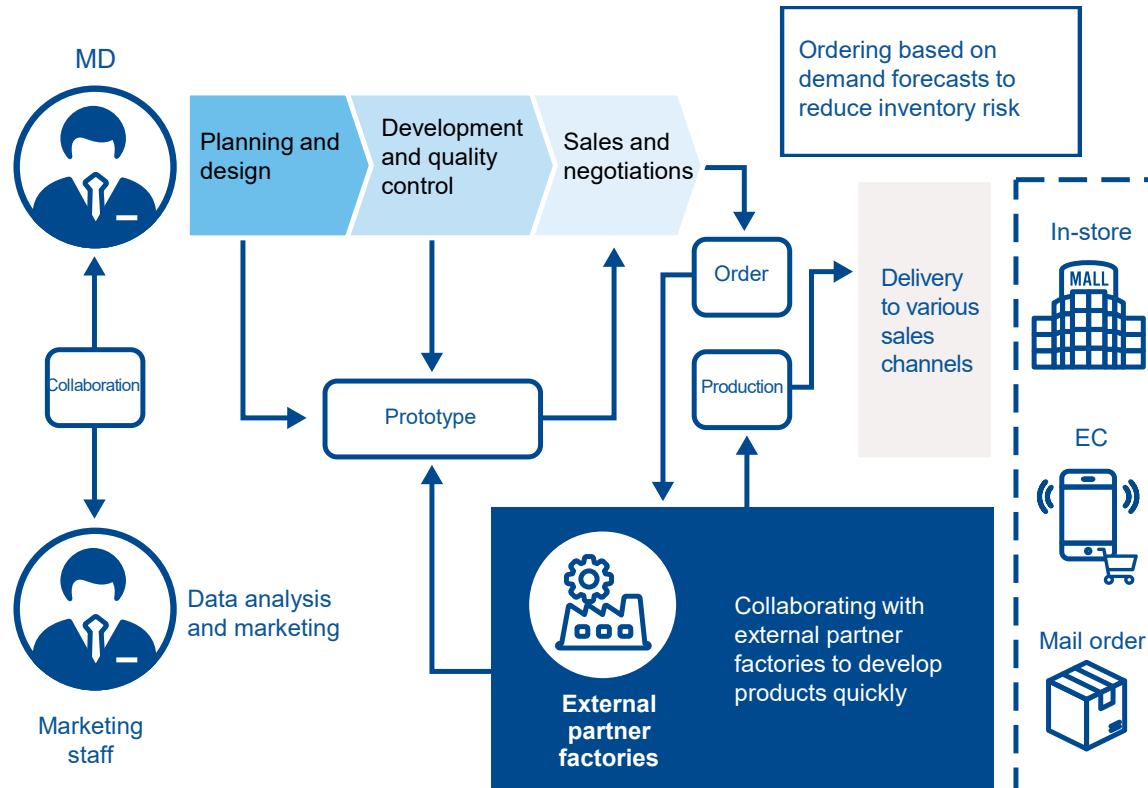 MD
Planning and
design
Development
and quality
control
Sales and
negotiations
Ordering based on
demand forecasts to
reduce inventory risk
Order
Production
Delivery
to various
sales
channels
In-store
MALL
EC
Mail order
Collaboration
Prototype
Data analysis
and marketing
Marketing
staff
External
partner
factories
Collaborating with
external partner
factories to develop
products quickly